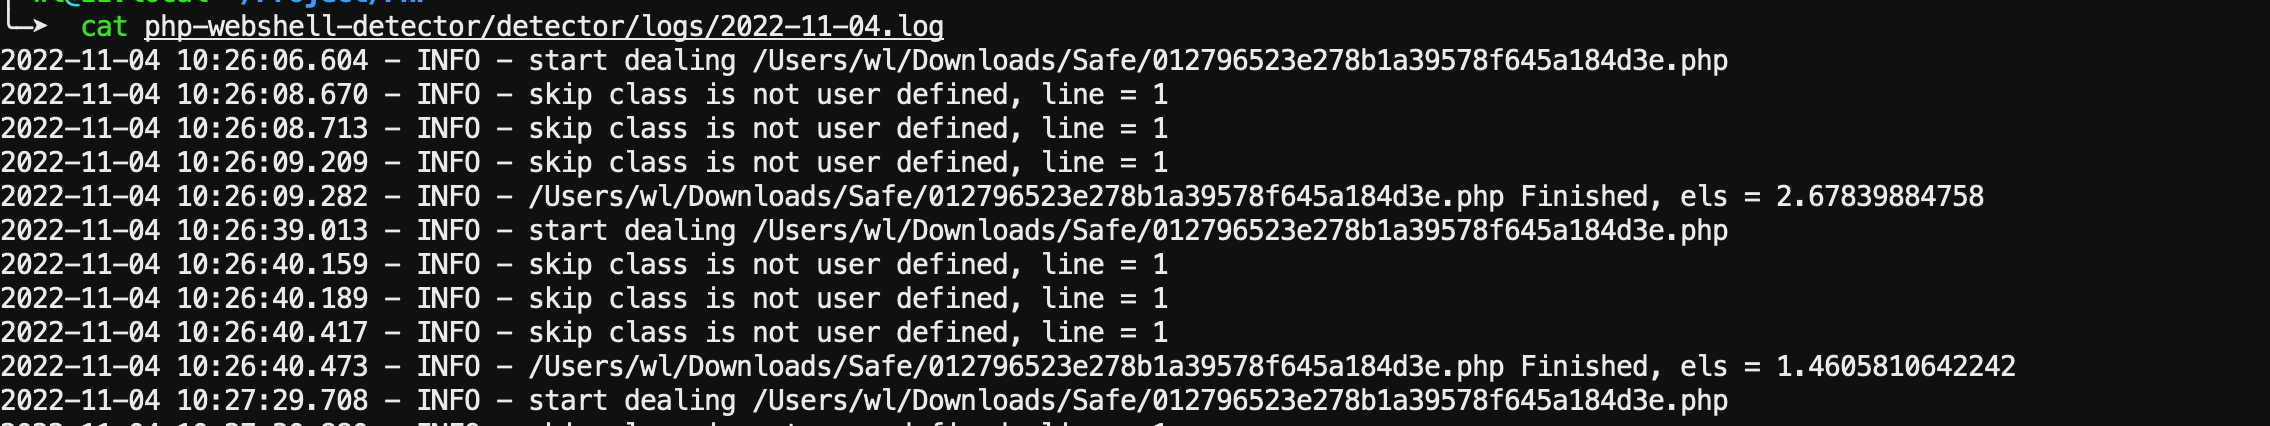 cat php-webshell-detector/detector/logs/2022-11-04.log
2022-11-04 10:26:06.604 - INFO - start dealing /Users/wl/Downloads/Safe/012796523e278b1a39578f645a184d3e.php
2022-11-04 10:26:08.670 - INFO - skip class is not user defined, line = 1
2022-11-04 10:26:08.713 - INFO - skip class is not user defined, line = 1
2022-11-04 10:26:09.209 - INFO - skip class is not user defined, line = 1
2022-11-04 10:26:09.282 - INFO - /Users/wl/Downloads/Safe/012796523e278b1a39578f645a184d3e.php Finished, els = 2.67839884758
2022-11-04 10:26:39.013 - INFO - start dealing /Users/wl/Downloads/Safe/012796523e278b1a39578f645a184d3e.php
2022-11-04 10:26:40.159 - INFO - skip class is not user defined, line = 1
2022-11-04 10:26:40.189 - INFO - skip class is not user defined, line = 1
2022-11-04 10:26:40.417 - INFO - skip class is not user defined, line = 1
2022-11-04 10:26:40.473 - INFO - /Users/wl/Downloads/Safe/012796523e278b1a39578f645a184d3e.php Finished, els = 1.4605810642242
2022-11-04 10:27:29.708 - INFO - start dealing /Users/wl/Downloads/Safe/012796523e278b1a39578f645a184d3e.php